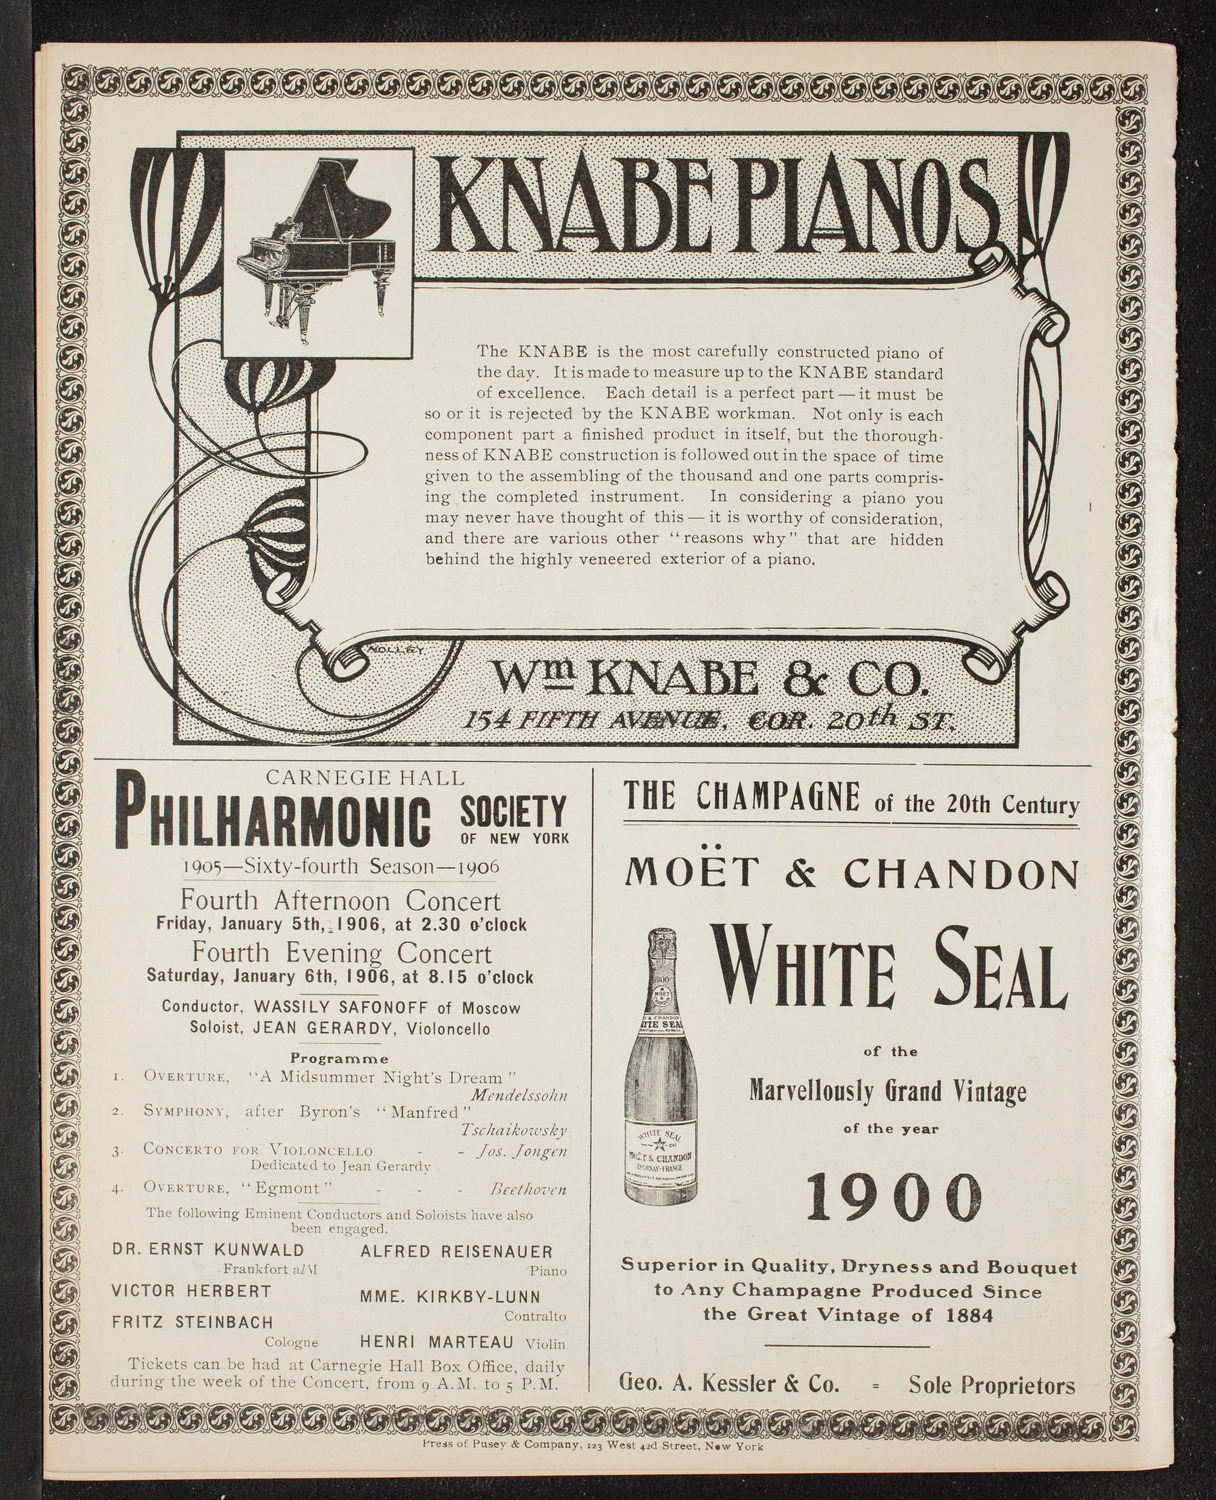 KNABE PIANOS
The KNABE is the most carefully constructed piano of
the day. It is made to measure up to the KNABE standard
of excellence. Each detail is a perfect part—it must be
so or it is rejected by the KNABE workman. Not only is each
component part a finished product in itself, but the thorough-
ness of KNABE construction is followed out in the space of time
given to the assembling of the thousand and one parts compris-
ing the completed instrument. In considering a piano you
may never have thought of this—it is worthy of consideration,
and there are various other "reasons why" that are hidden
behind the highly veneered exterior of a piano.
Wm KNABE & CO.
154 FIFTH AVENUE, COR. 20th ST.
CARNEGIE HALL
PHILHARMONIC SOCIETY
OF NEW YORK
1905—Sixty-fourth Season—1906
Fourth Afternoon Concert
Friday, January 5th, 1906, at 2.30 o'clock
Fourth Evening Concert
Saturday, January 6th, 1906, at 8.15 o'clock
Conductor, WASSILY SAFONOFF of Moscow
Soloist, JEAN GERARDY, Violoncello
Programme
1. OVERTURE, "A Midsummer Night's Dream"
Mendelssohn
2. SYMPHONY, after Byron's "Manfred"
Tschaikowsky
3. CONCERTO FOR VIOLONCELLO - - Jos. Jongen
Dedicated to Jean Gerardy
4. OVERTURE, "Egmont" - - - Beethoven
The following Eminent Conductors and Soloists have also
been engaged.
DR. ERNST KUNWALD
Frankfort a/M
VICTOR HERBERT
FRITZ STEINBACH
Cologne
ALFRED REISENAUER
Piano
MME. KIRKBY-LUNN
Contralto
HENRI MARTEAU Violin
Tickets can be had at Carnegie Hall Box Office, daily
during the week of the Concert, from 9 A.M. to 5 P.M.
THE CHAMPAGNE of the 20th Century
MOËT & CHANDON
WHITE SEAL
of the
Marvellously Grand Vintage
of the year
1900
WHITE SEAL
MOËT & CHANDON
EPERNAY-FRANCE
Superior in Quality, Dryness and Bouquet
to Any Champagne Produced Since
the Great Vintage of 1884
Geo. A. Kessler & Co. = Sole Proprietors
Press of Pusey & Company, 123 West 42d Street, New York